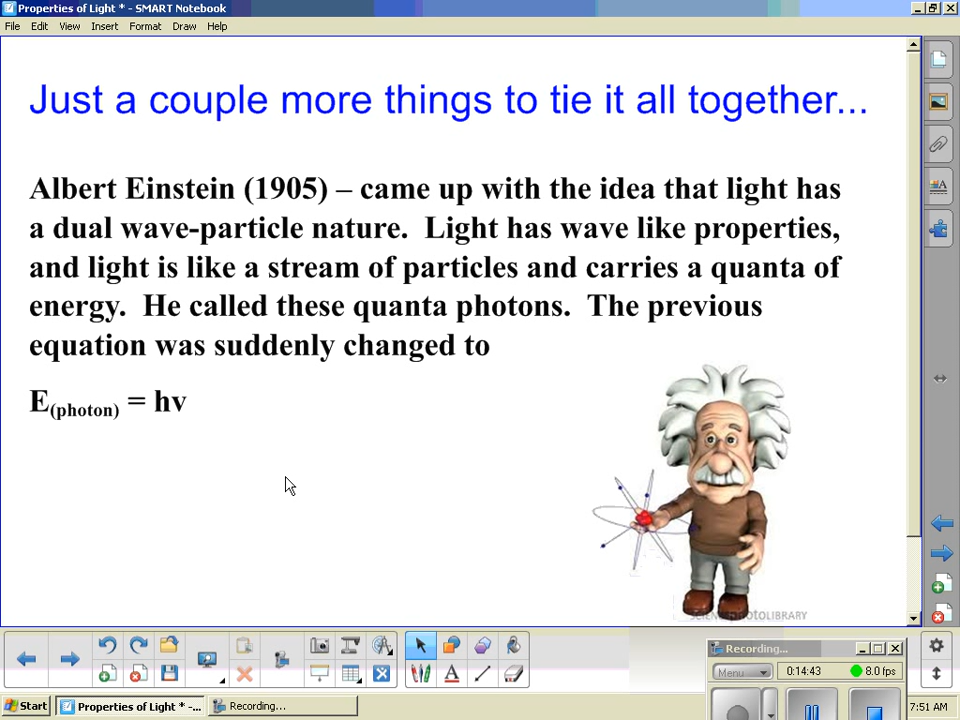 Properties of Light * - SMART Notebook
File Edit View Insert Format Draw Help
Just a couple more things to tie it all together...
Albert Einstein (1905) – came up with the idea that light has
a dual wave-particle nature.  Light has wave like properties,
and light is like a stream of particles and carries a quanta of
energy.  He called these quanta photons.  The previous
equation was suddenly changed to
E(photon) = hv
Recording...
Menu 0:14:43 8.0 fps
Start Properties of Light * -... Recording... 7:51 AM